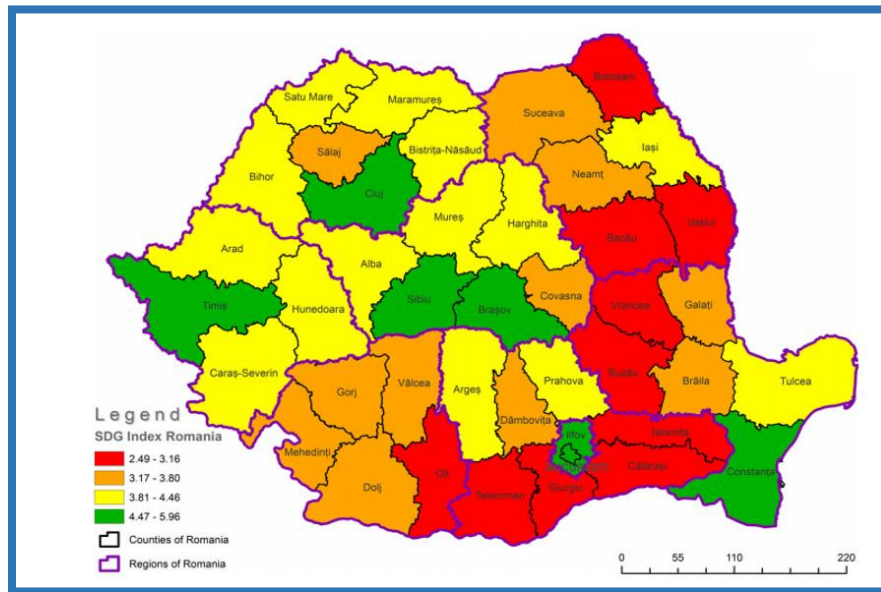 Botoșani
Satu Mare
Maramureș
Suceava
Iași
Sălaj
Bistrița-Năsăud
Neamț
Bihor
Cluj
Mureș
Harghita
Bacău
Vaslui
Arad
Alba
Timiș
Hunedoara
Sibiu
Brașov
Covasna
Vrancea
Galați
Caraș-Severin
Gorj
Vâlcea
Argeș
Prahova
Buzău
Brăila
Tulcea
Dâmbovița
Mehedinți
Ilfov
Ialomița
Dolj
Olt
Teleorman
Giurgiu
Călărași
Constanța
Legend
SDG Index Romania
2.49 - 3.16
3.17 - 3.80
3.81 - 4.46
4.47 - 5.96
Counties of Romania
Regions of Romania
0 55 110 220